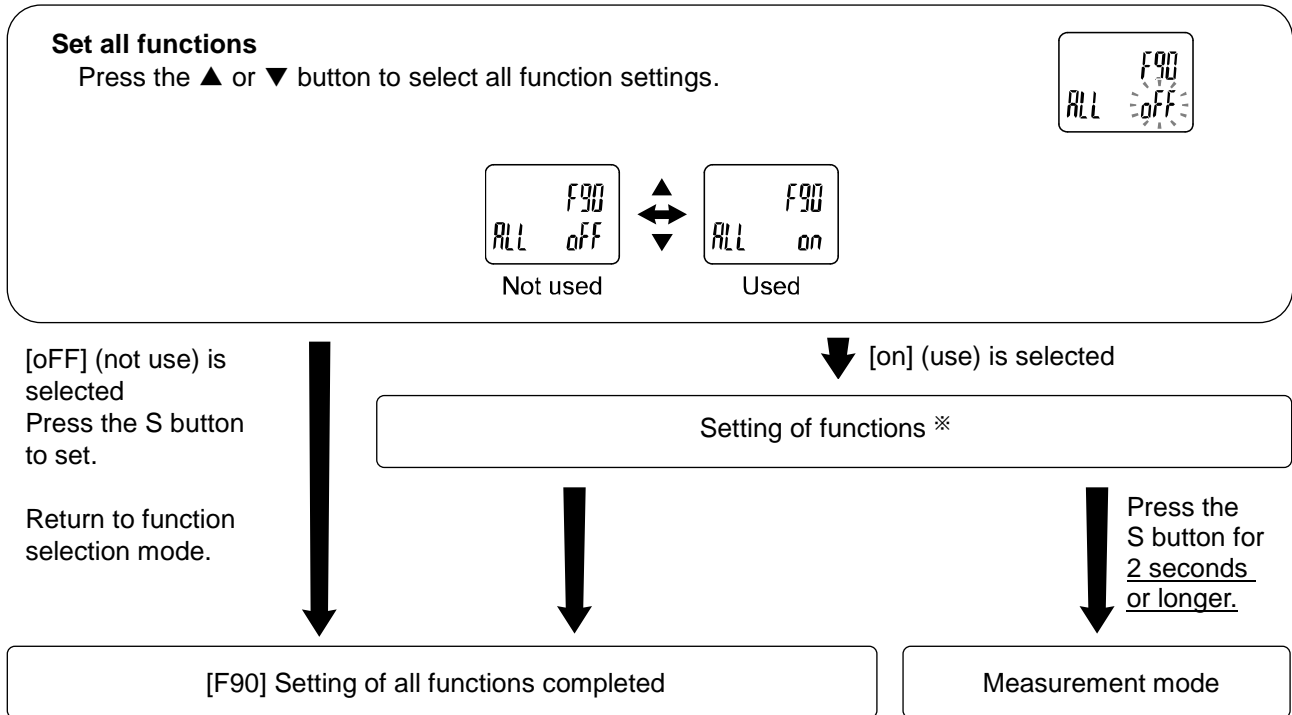 Set all functions
Press the ▲ or ▼ button to select all function settings.
F90
ALL oFF
F90
ALL oFF
Not used
▲
▼
F90
ALL on
Used
[oFF] (not use) is
selected
Press the S button
to set.
Return to function
selection mode.
[on] (use) is selected
Setting of functions ※
Press the
S button for
2 seconds
or longer.
[F90] Setting of all functions completed
Measurement mode